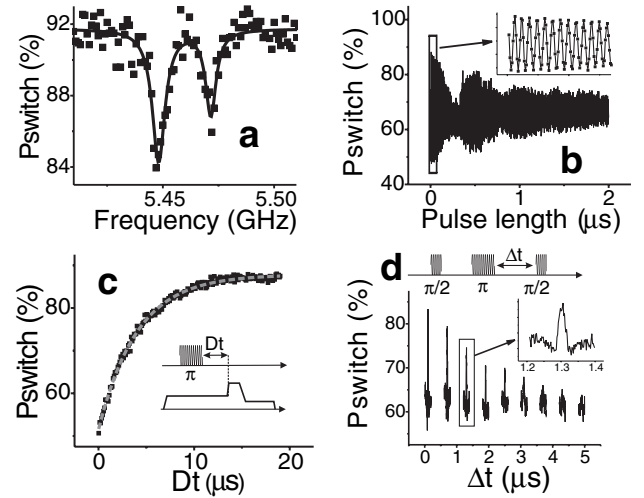 92
88
84
Pswitch (%)
5.45
5.50
Frequency (GHz)
a
100
80
60
40
Pswitch (%)
0
1
2
Pulse length (μs)
b
c
80
60
Pswitch (%)
Dt
π
0
10
20
Dt (μs)
d
Δt
π/2
π
π/2
80
70
60
Pswitch (%)
1.2
1.3
1.4
0
1
2
3
4
5
Δt (μs)